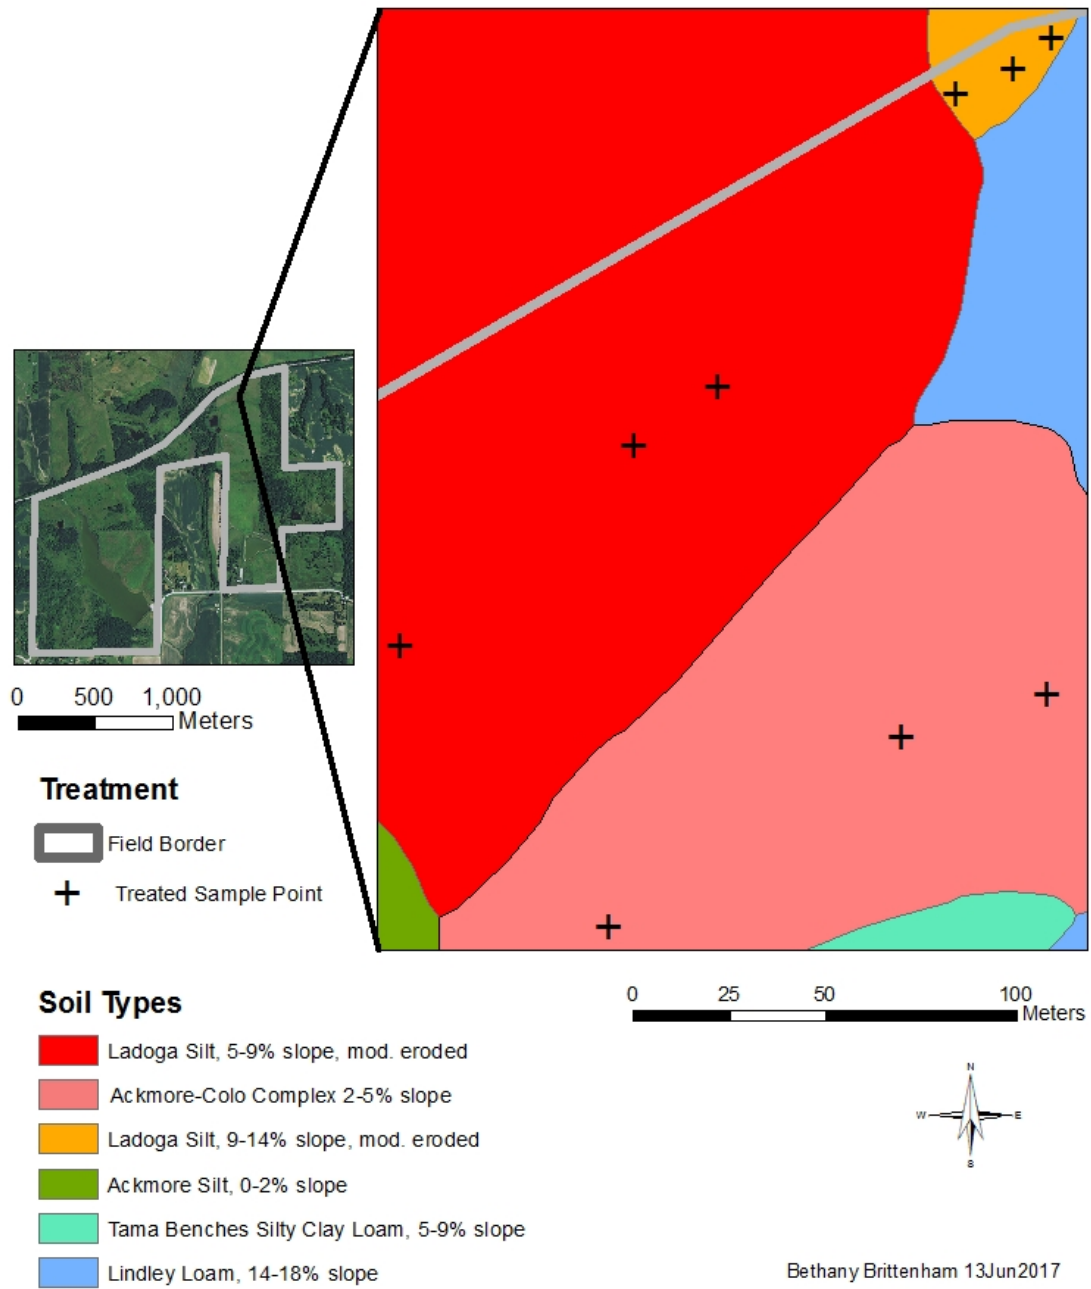 0 500 1,000
Meters
Treatment
Field Border
Treated Sample Point
Soil Types
Ladoga Silt, 5-9% slope, mod. eroded
Ackmore-Colo Complex 2-5% slope
Ladoga Silt, 9-14% slope, mod. eroded
Ackmore Silt, 0-2% slope
Tama Benches Silty Clay Loam, 5-9% slope
Lindley Loam, 14-18% slope
0 25 50 100
Meters
N
W E
S
Bethany Brittenham 13Jun2017